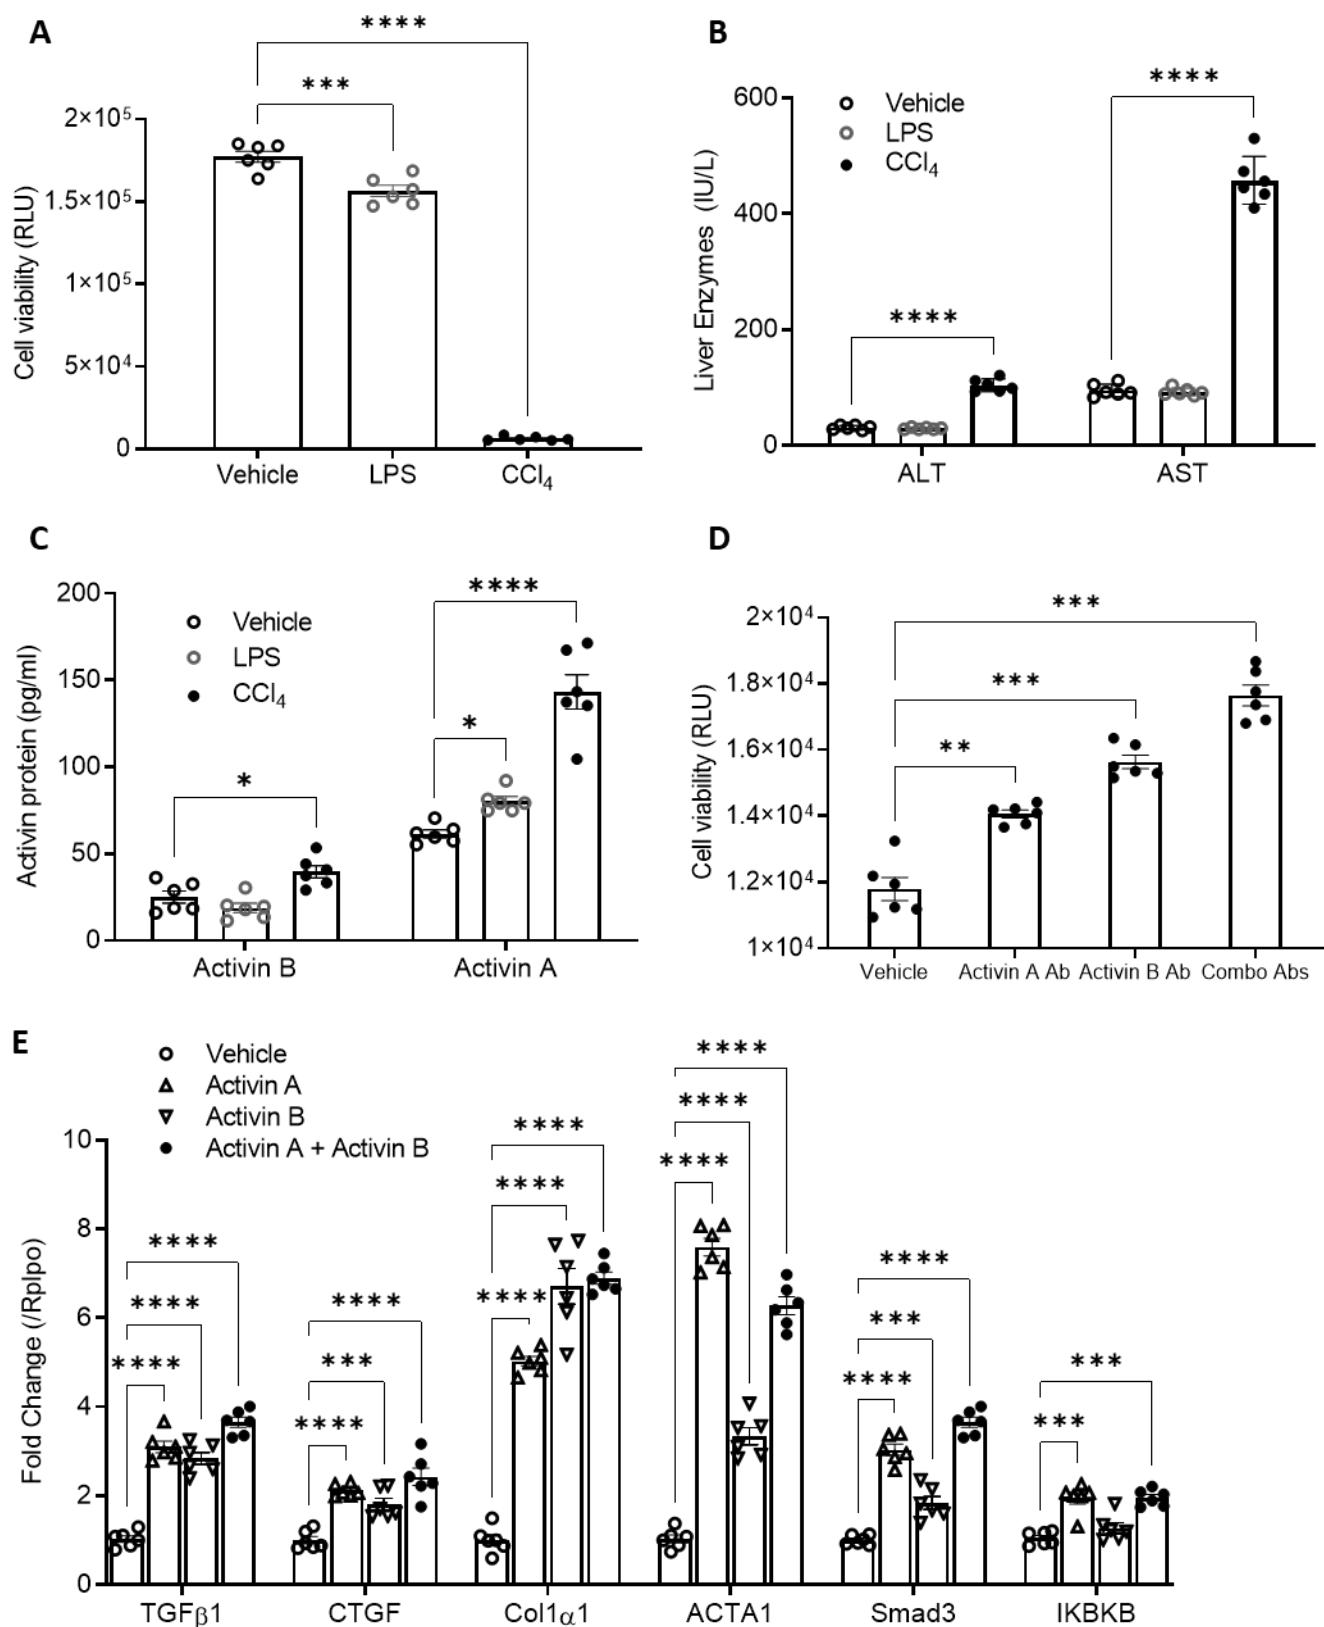 A
****
***
2×10⁵
1.5×10⁵
1×10⁵
5×10⁴
0
Cell viability (RLU)
Vehicle LPS CCl₄
B
****
****
Vehicle
LPS
CCl₄
600
400
200
0
Liver Enzymes (IU/L)
ALT AST
C
****
*
*
Vehicle
LPS
CCl₄
200
150
100
50
0
Activin protein (pg/ml)
Activin B Activin A
D
***
***
**
2×10⁴
1.8×10⁴
1.6×10⁴
1.4×10⁴
1.2×10⁴
1×10⁴
Cell viability (RLU)
Vehicle Activin A Ab Activin B Ab Combo Abs
E
Vehicle
Activin A
Activin B
Activin A + Activin B
10
8
6
4
2
0
Fold Change (/Rplpo)
****
****
****
****
***
****
****
****
****
****
****
****
****
***
****
***
***
TGFβ1 CTGF Col1α1 ACTA1 Smad3 IKBKB